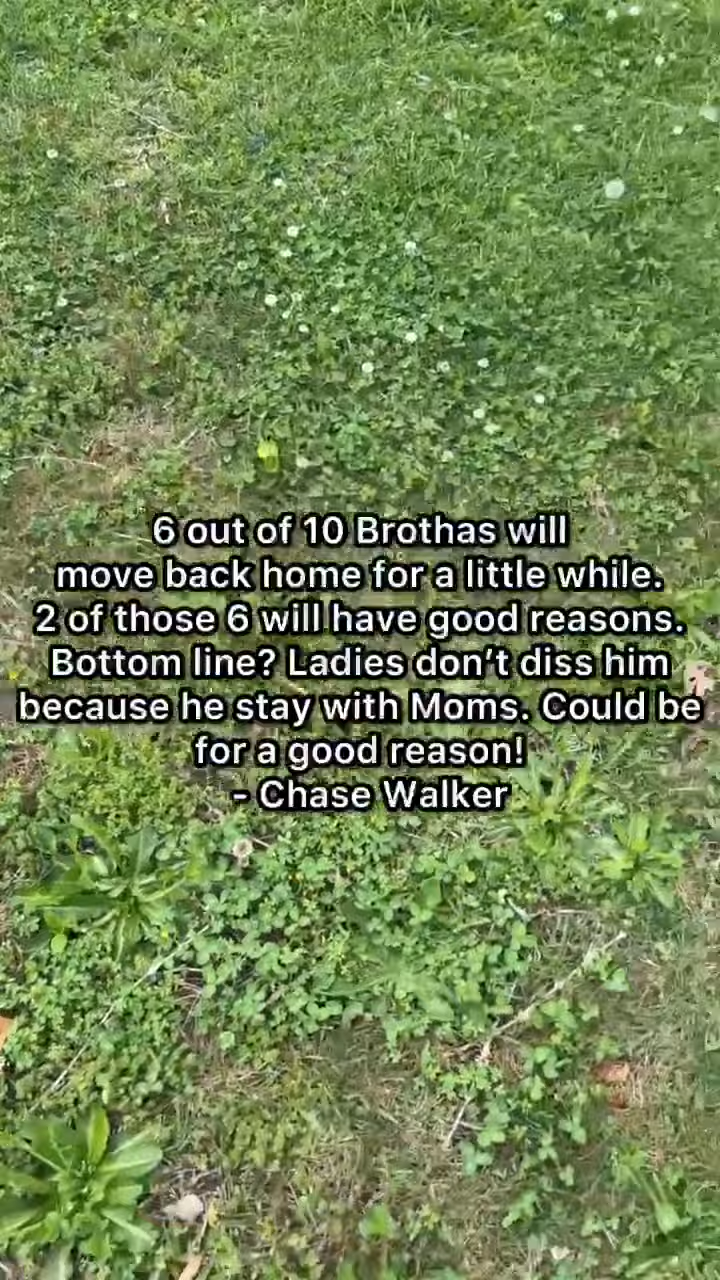 6 out of 10 Brothas will
move back home for a little while.
2 of those 6 will have good reasons.
Bottom line? Ladies don’t diss him
because he stay with Moms. Could be
for a good reason!
- Chase Walker